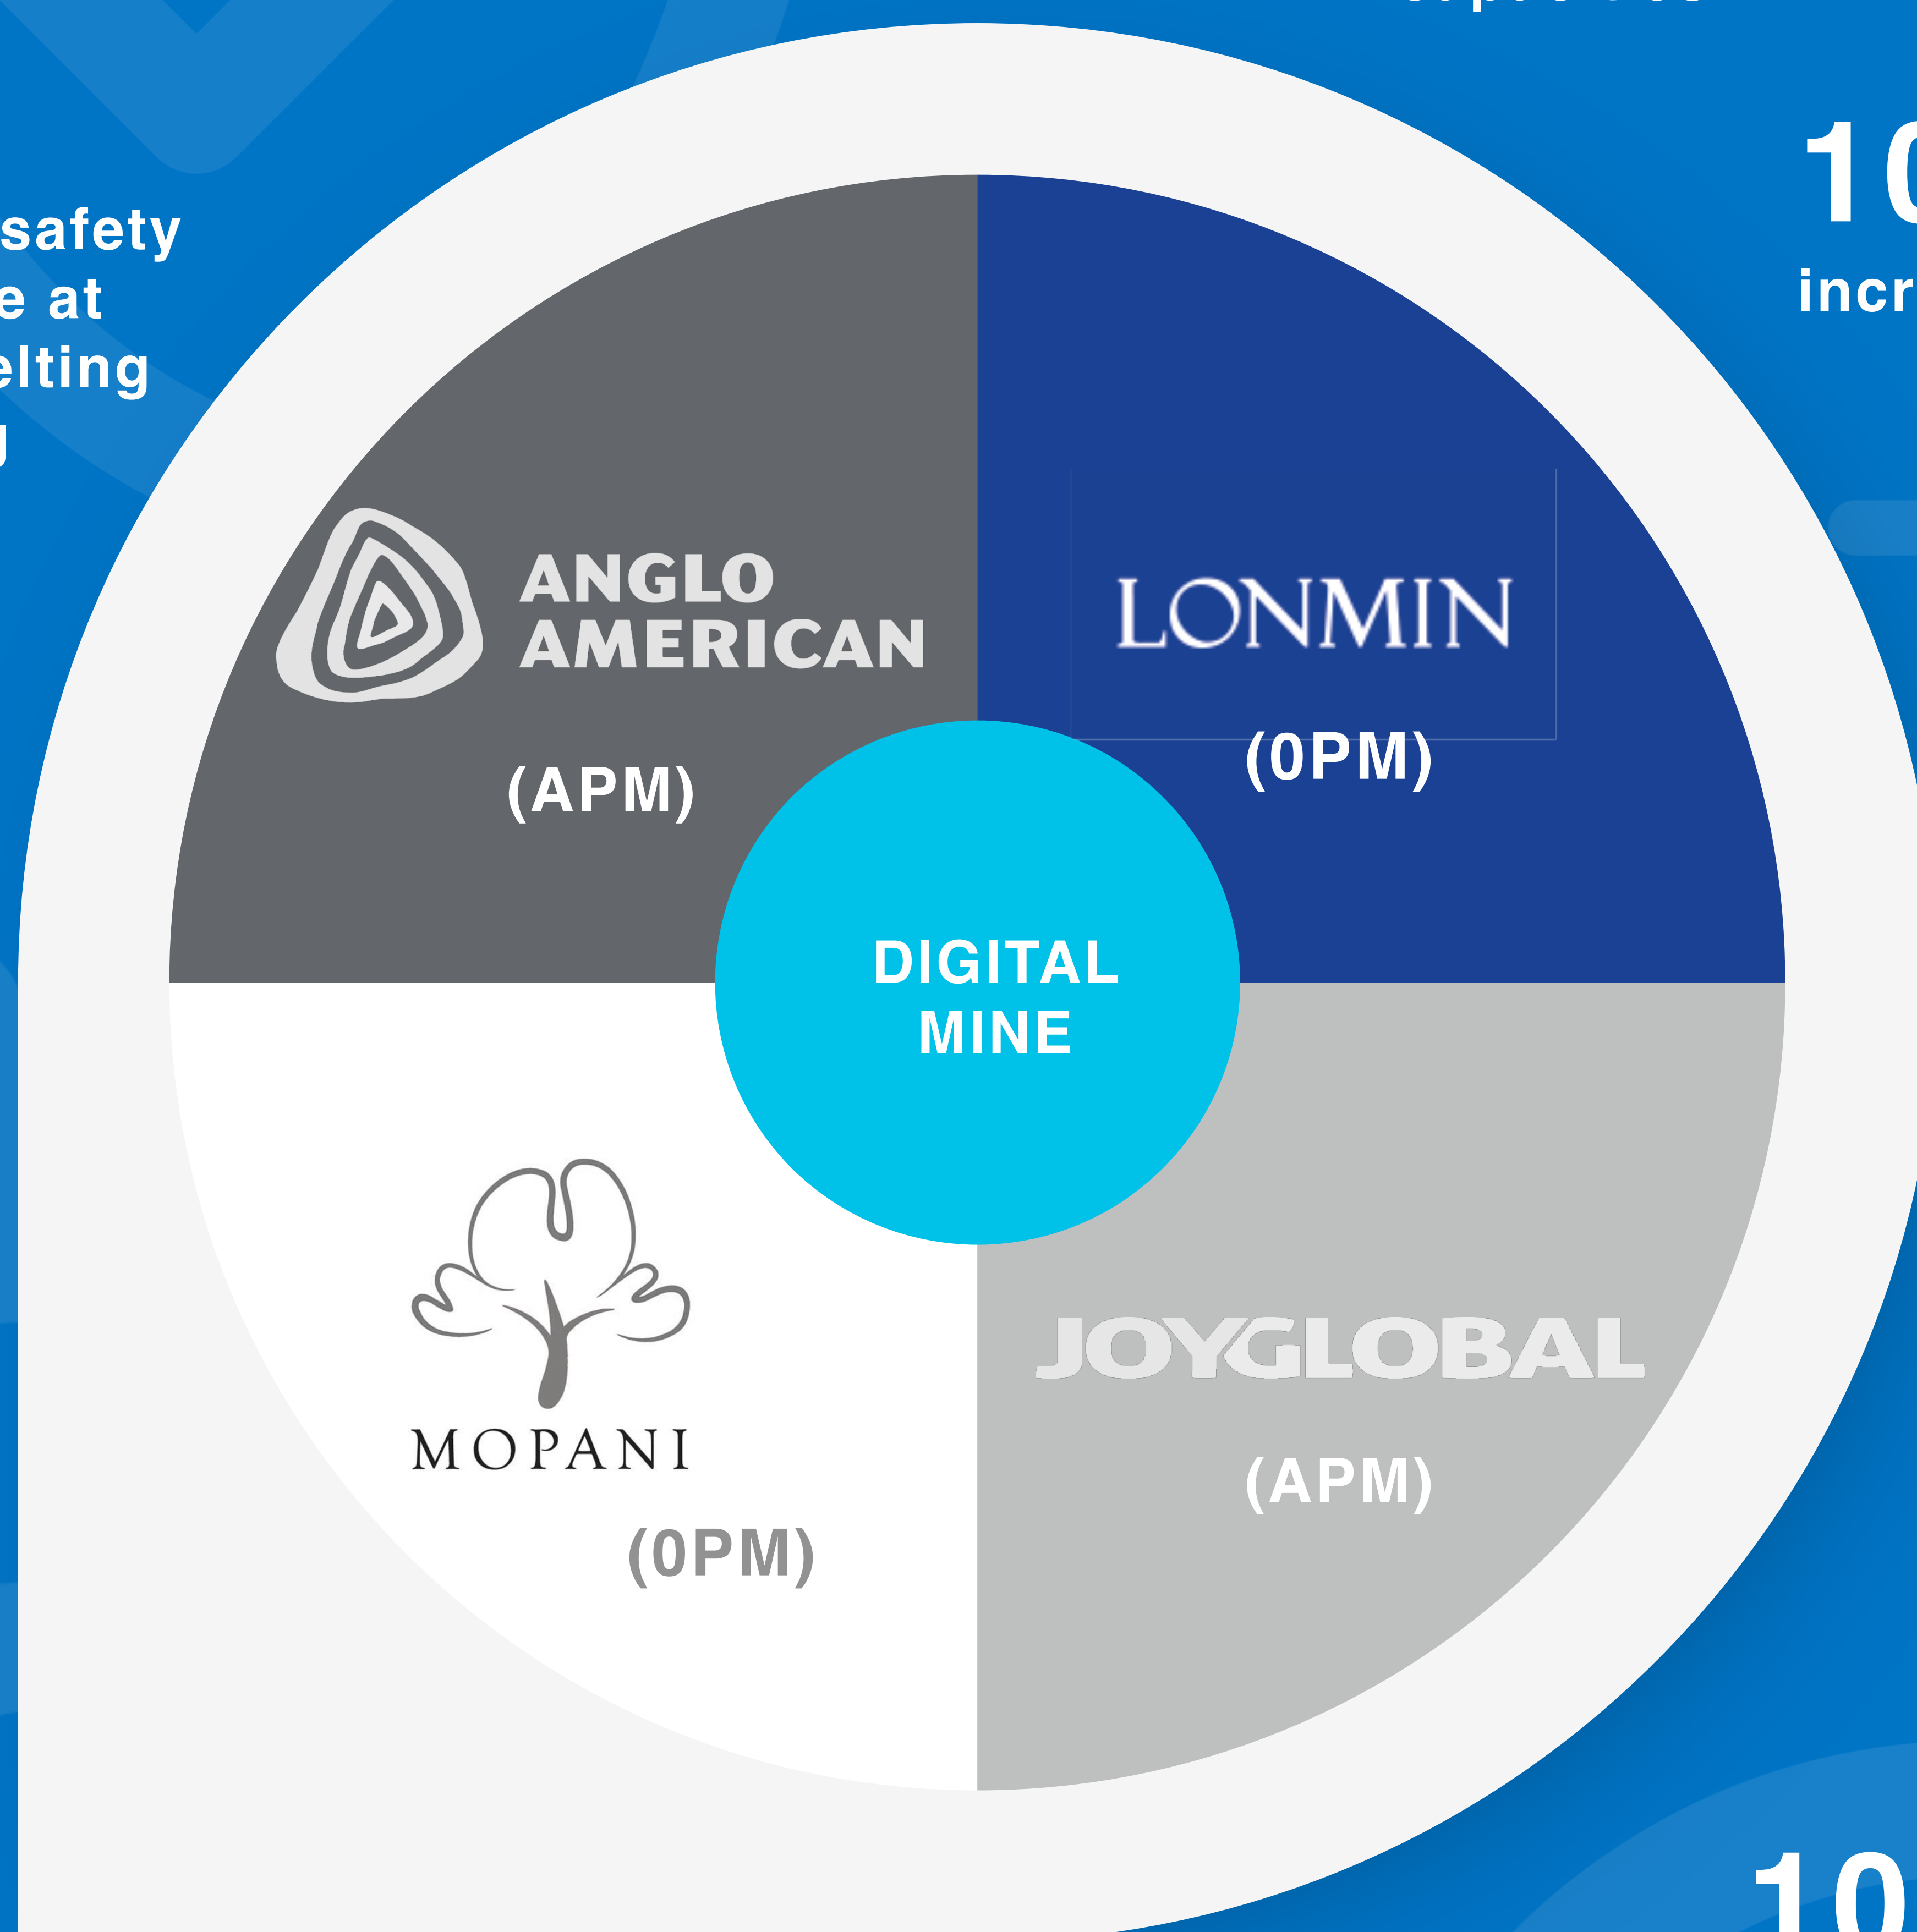 10
incr
safety
e at
elting
g
ANGLO
AMERICAN
(APM)
LONMIN
(0PM)
DIGITAL
MINE
MOPANI
(0PM)
JOYGLOBAL
(APM)
10